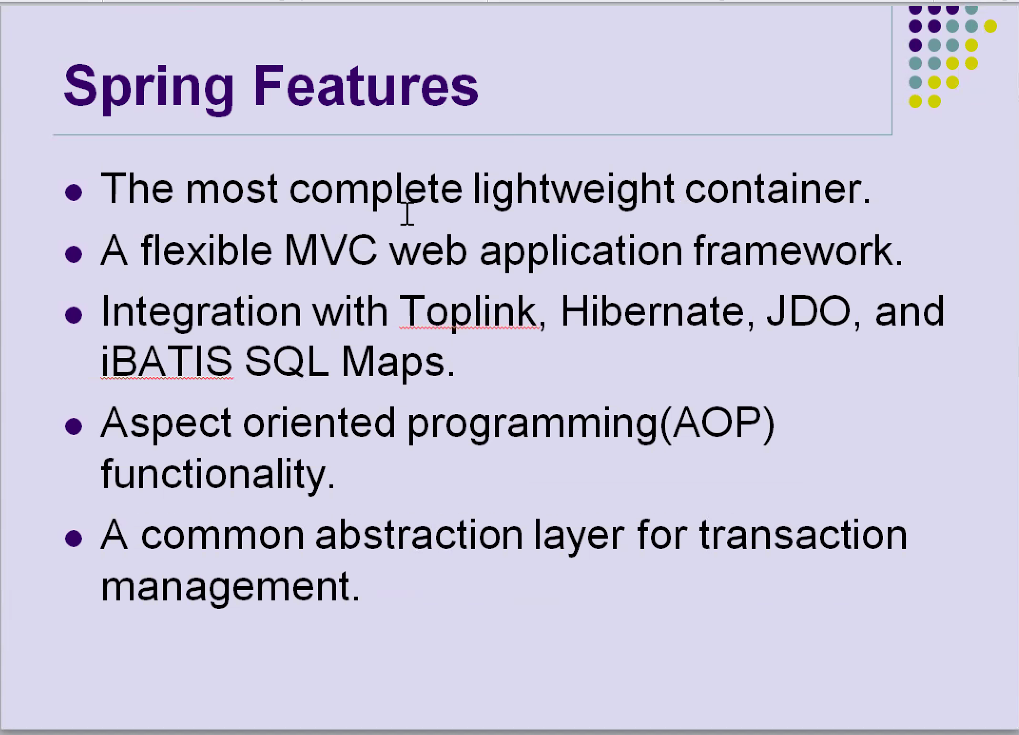 Spring Features
The most complete lightweight container.
A flexible MVC web application framework.
Integration with Toplink, Hibernate, JDO, and
iBATIS SQL Maps.
Aspect oriented programming(AOP)
functionality.
A common abstraction layer for transaction
management.